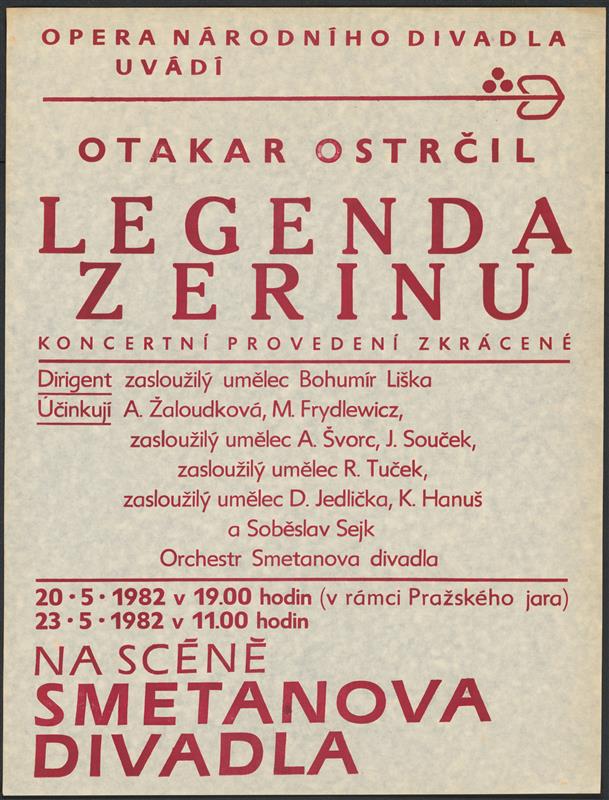 OPERA NÁRODNÍHO DIVADLA
UVÁDÍ
OTAKAR OSTRČIL
LEGENDA
Z ERINU
KONCERTNÍ PROVEDENÍ ZKRÁCENÉ
Dirigent zasloužilý umělec Bohumír Liška
Účinkují A. Žaloudková, M. Frydlewicz,
zasloužilý umělec A. Švorc, J. Souček,
zasloužilý umělec R. Tuček,
zasloužilý umělec D. Jedlička, K. Hanuš
a Soběslav Sejk
Orchestr Smetanova divadla
20 · 5 · 1982 v 19.00 hodin (v rámci Pražského jara)
23 · 5 · 1982 v 11.00 hodin
NA SCÉNĚ
SMETANOVA
DIVADLA